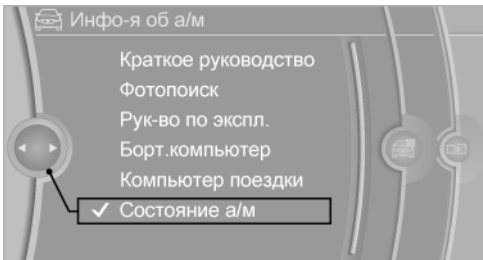 Инфо-я об а/м
Краткое руководство
Фотопоиск
Рук-во по экспл.
Борт.компьютер
Компьютер поездки
Состояние а/м